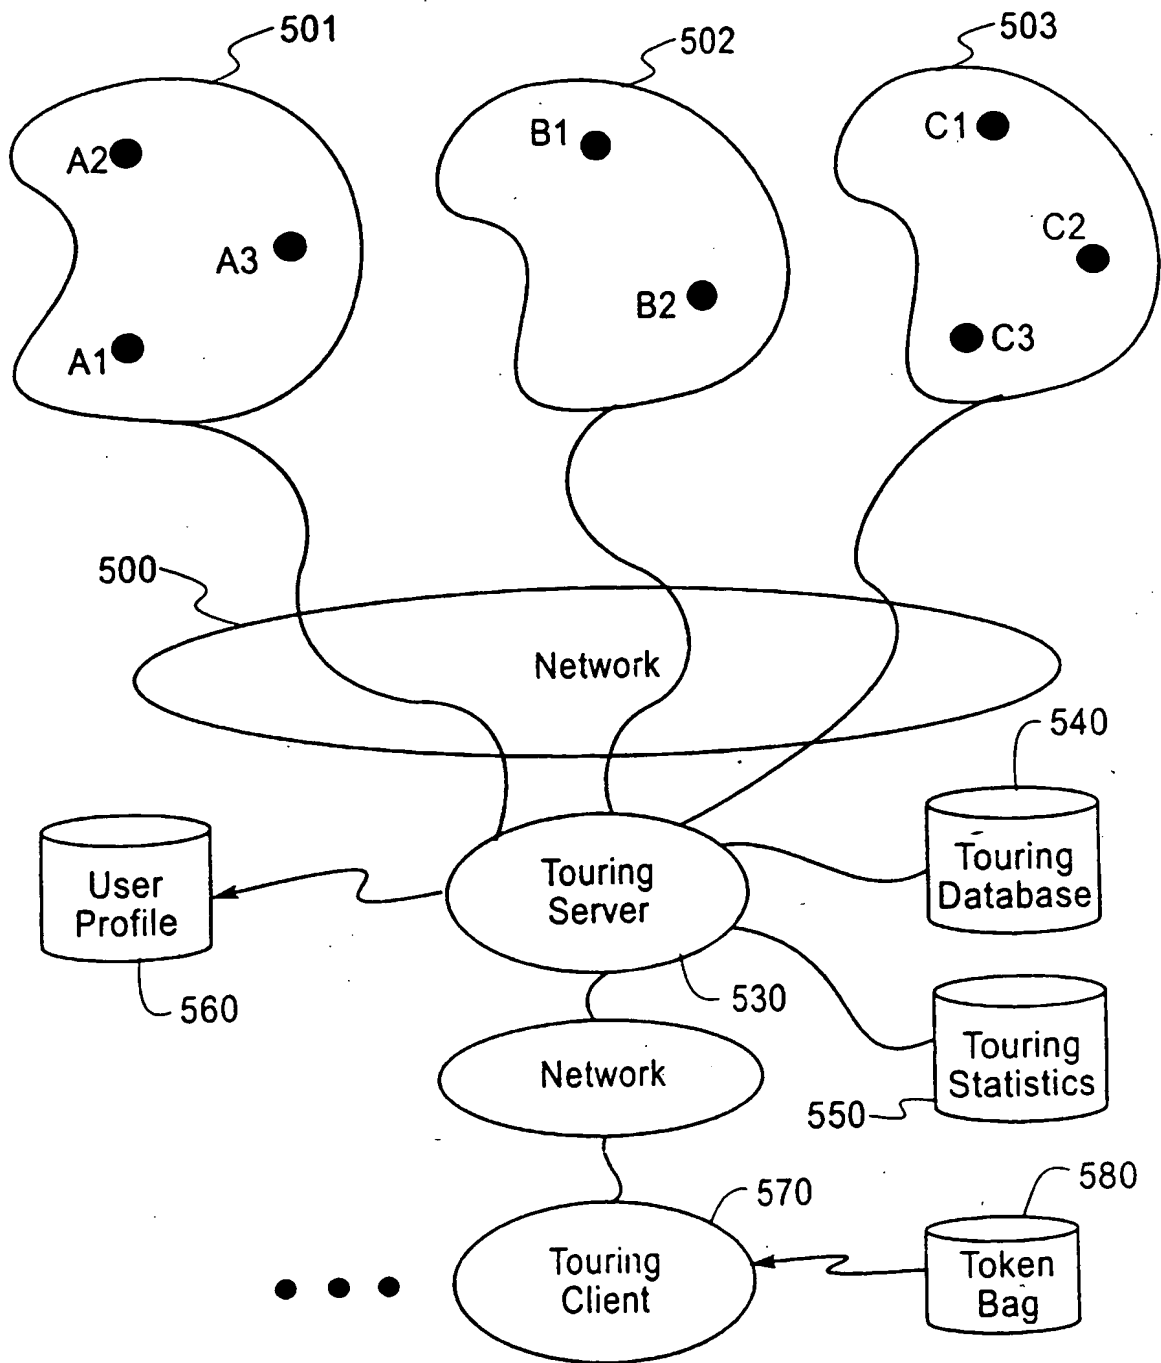 501
502
503
A2
A3
A1
B1
B2
C1
C2
C3
500
Network
540
User
Profile
560
Touring
Server
530
Touring
Database
Network
Touring
Statistics
550
570
580
Touring
Client
Token
Bag